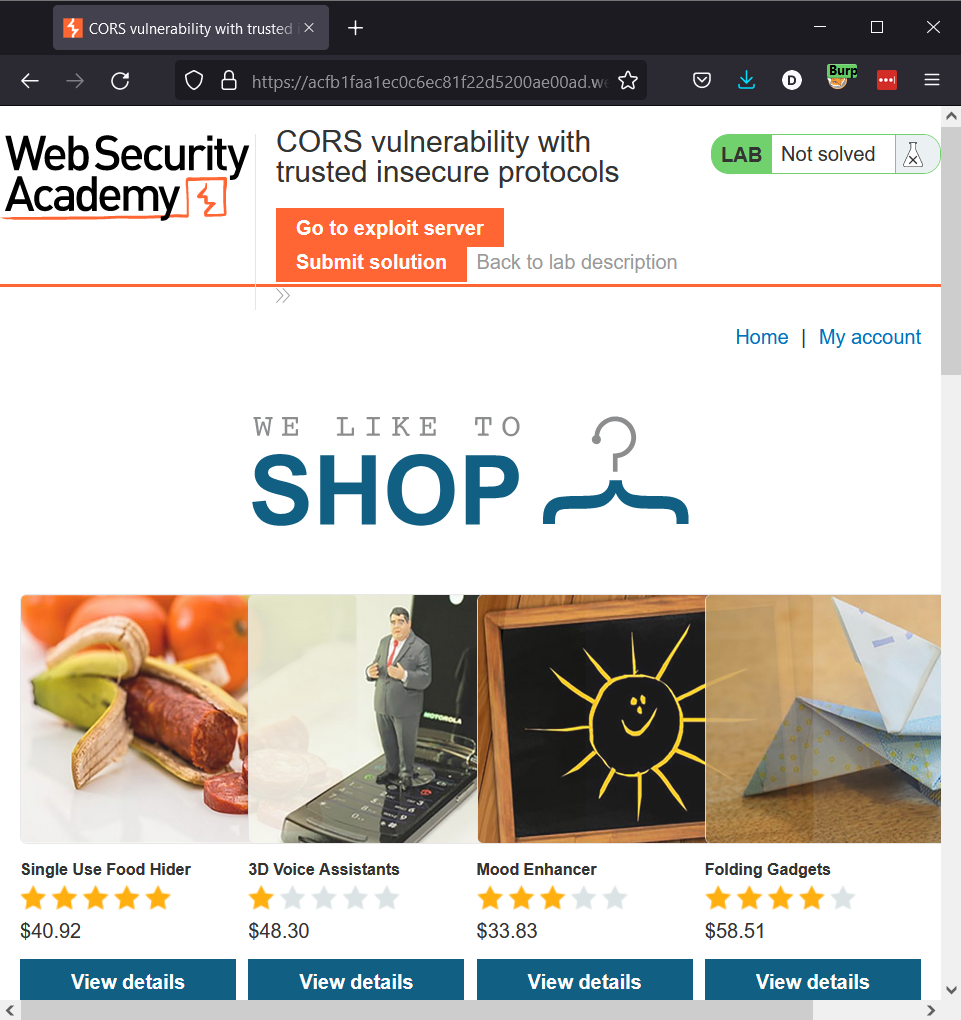 CORS vulnerability with trusted
Burp
D
https://acfb1faa1ec0c6ec81f22d5200ae00ad.we
Web Security
Academy
CORS vulnerability with
trusted insecure protocols
LAB
Not solved
Go to exploit server
Submit solution
Back to lab description
Home | My account
WE LIKE TO
SHOP
MOTOROLA
Single Use Food Hider
3D Voice Assistants
Mood Enhancer
Folding Gadgets
$40.92
$48.30
$33.83
$58.51
View details
View details
View details
View details